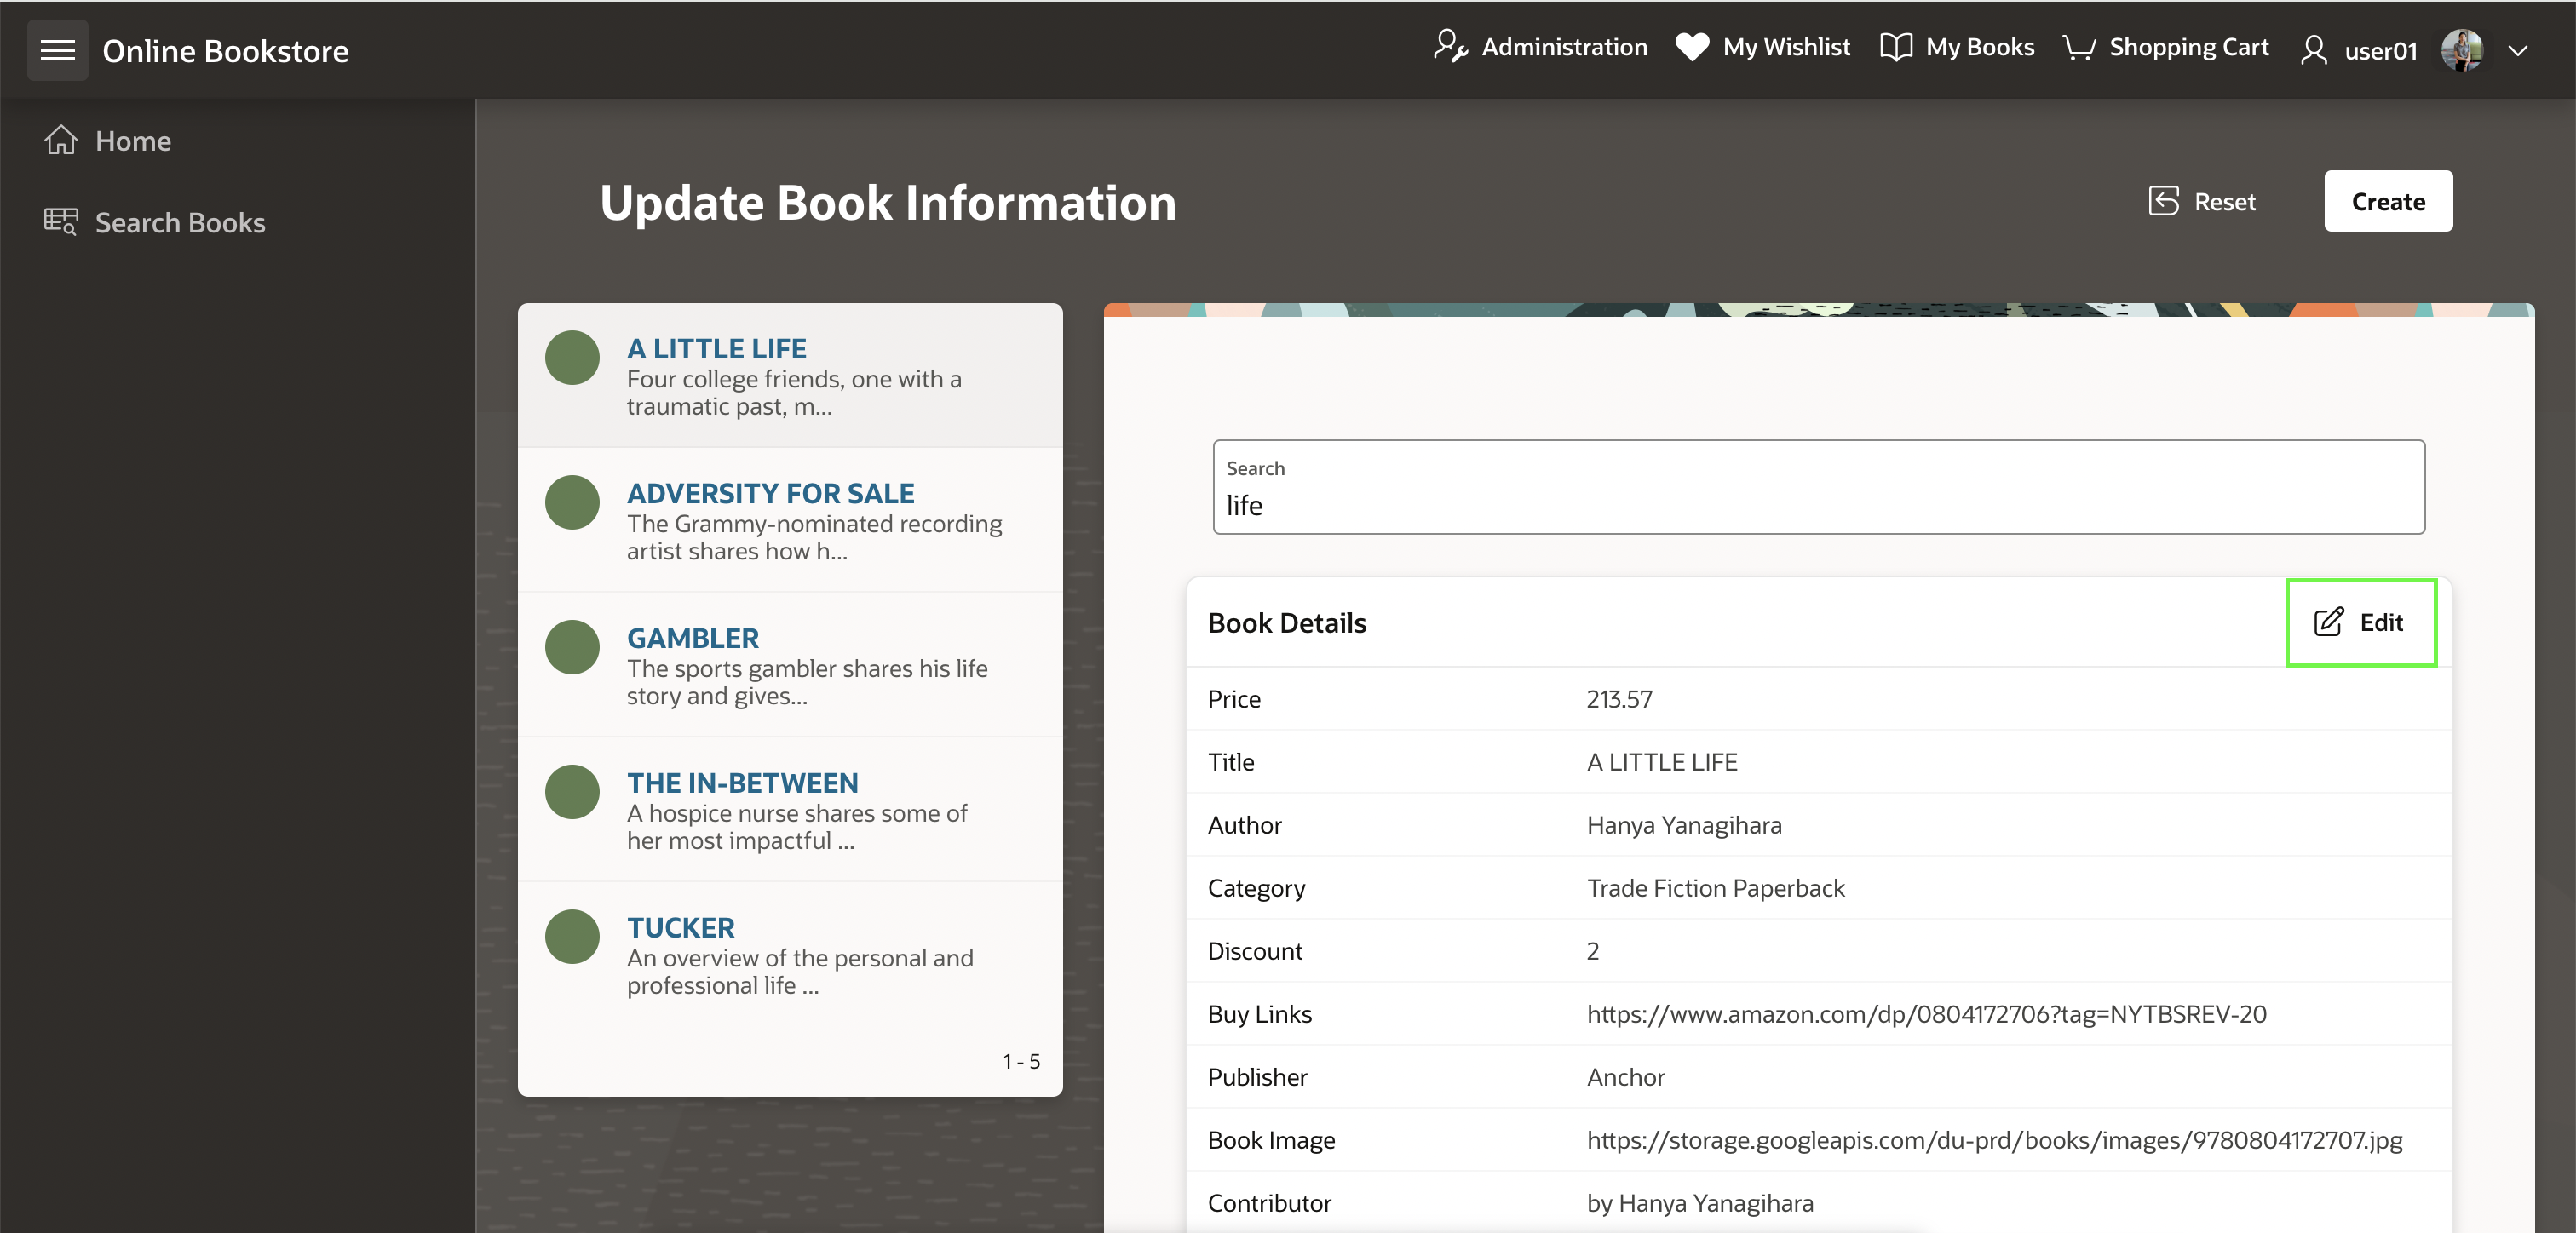 Online Bookstore
Administration
My Wishlist
My Books
Shopping Cart
user01
Home
Search Books
Update Book Information
Reset
Create
A LITTLE LIFE
Four college friends, one with a
traumatic past, m...
ADVERSITY FOR SALE
The Grammy-nominated recording
artist shares how h...
GAMBLER
The sports gambler shares his life
story and gives...
THE IN-BETWEEN
A hospice nurse shares some of
her most impactful ...
TUCKER
An overview of the personal and
professional life ...
1 - 5
Search
life
Book Details
Edit
Price 213.57
Title A LITTLE LIFE
Author Hanya Yanagihara
Category Trade Fiction Paperback
Discount 2
Buy Links https://www.amazon.com/dp/0804172706?tag=NYTBSREV-20
Publisher Anchor
Book Image https://storage.googleapis.com/du-prd/books/images/9780804172707.jpg
Contributor by Hanya Yanagihara